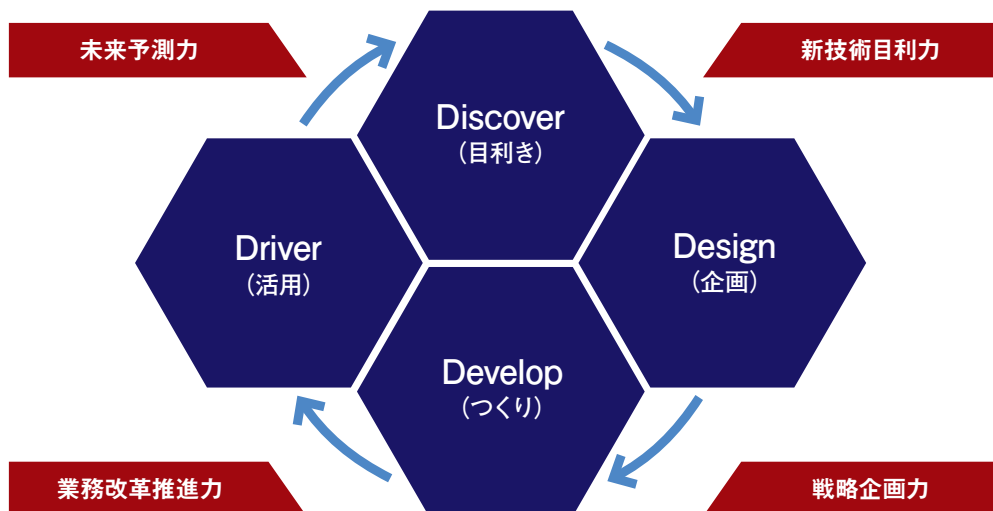 未来予測力
新技術目利力
Discover
（目利き）
Driver
（活用）
Design
（企画）
Develop
（つくり）
業務改革推進力
戦略企画力